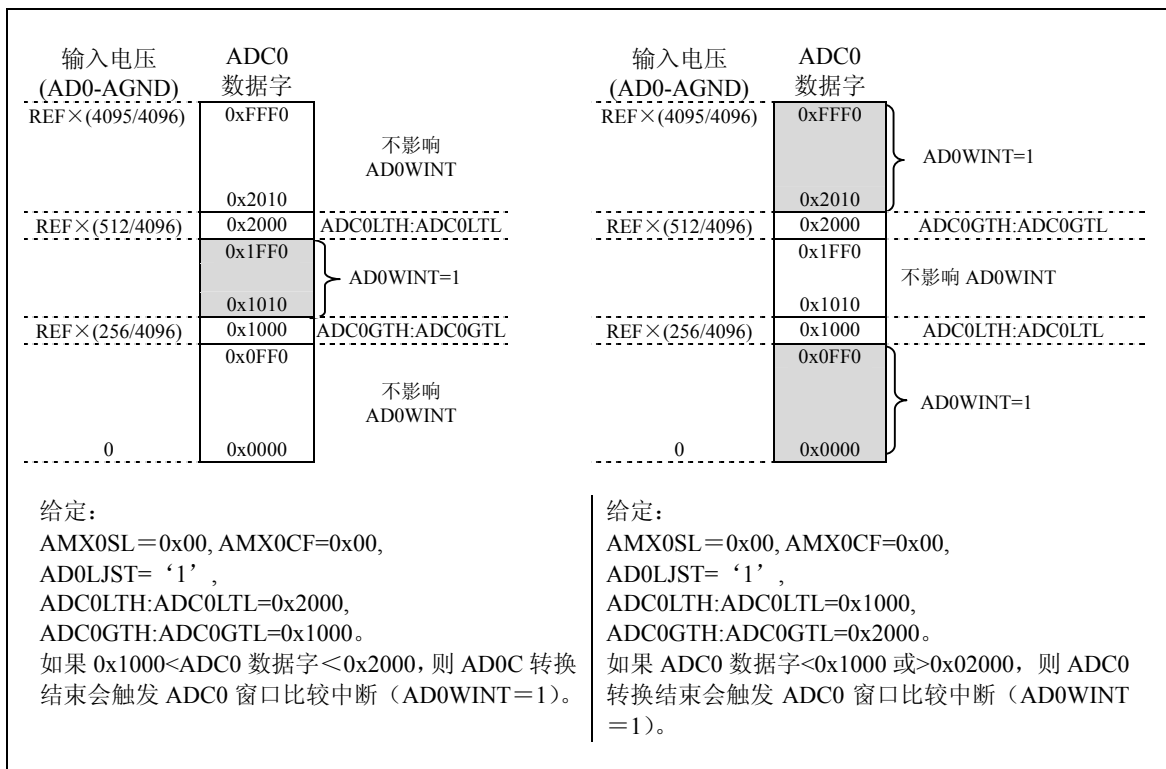 输入电压 ADC0
(AD0-AGND) 数据字
REF×(4095/4096) 0xFFF0
不影响
AD0WINT
0x2010
REF×(512/4096) 0x2000 ADC0LTH:ADC0LTL
0x1FF0
AD0WINT=1
0x1010
REF×(256/4096) 0x1000 ADC0GTH:ADC0GTL
0x0FF0
不影响
AD0WINT
0 0x0000
给定：
AMX0SL＝0x00, AMX0CF=0x00,
AD0LJST= ‘1’,
ADC0LTH:ADC0LTL=0x2000,
ADC0GTH:ADC0GTL=0x1000。
如果 0x1000<ADC0 数据字＜0x2000，则 AD0C 转换
结束会触发 ADC0 窗口比较中断（AD0WINT＝1）。
输入电压 ADC0
(AD0-AGND) 数据字
REF×(4095/4096) 0xFFF0
AD0WINT=1
0x2010
REF×(512/4096) 0x2000 ADC0GTH:ADC0GTL
0x1FF0
不影响 AD0WINT
0x1010
REF×(256/4096) 0x1000 ADC0LTH:ADC0LTL
0x0FF0
AD0WINT=1
0 0x0000
给定：
AMX0SL＝0x00, AMX0CF=0x00,
AD0LJST= ‘1’,
ADC0LTH:ADC0LTL=0x1000,
ADC0GTH:ADC0GTL=0x2000。
如果 ADC0 数据字<0x1000 或>0x02000，则 ADC0
转换结束会触发 ADC0 窗口比较中断（AD0WINT
＝1）。